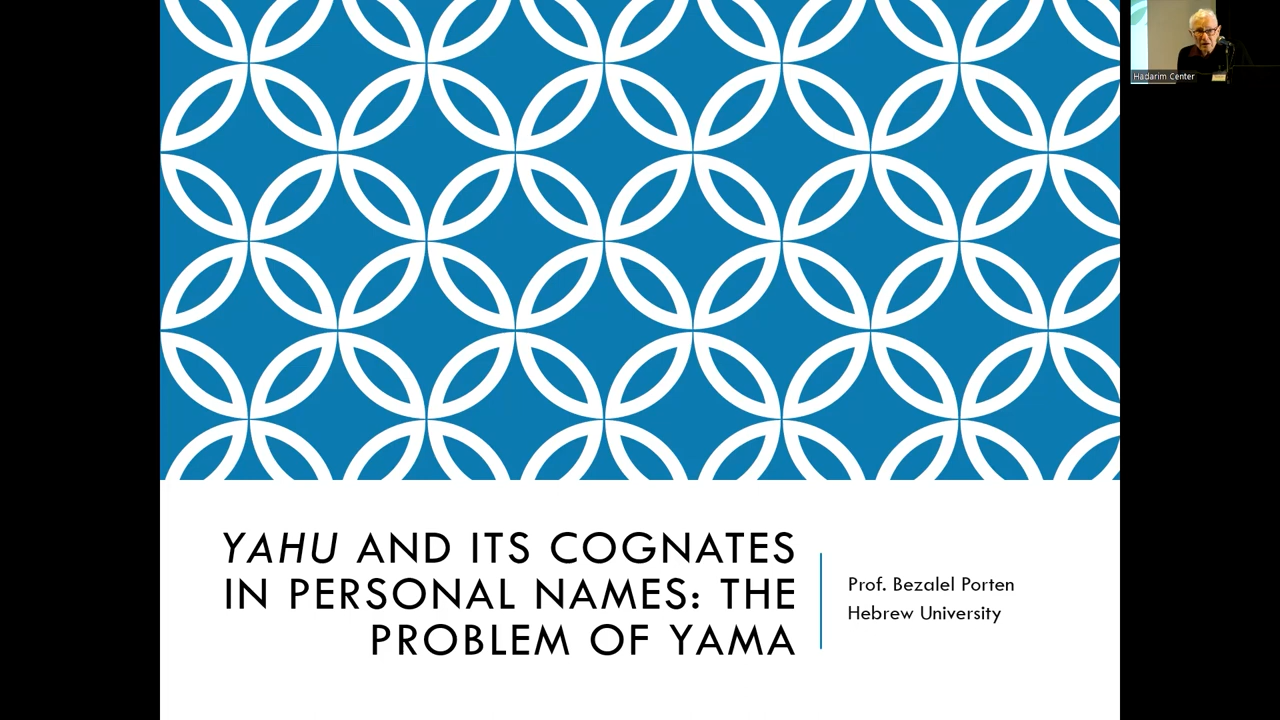 Hadarim Center
YAHU AND ITS COGNATES
IN PERSONAL NAMES: THE
PROBLEM OF YAMA
Prof. Bezalel Porten
Hebrew University